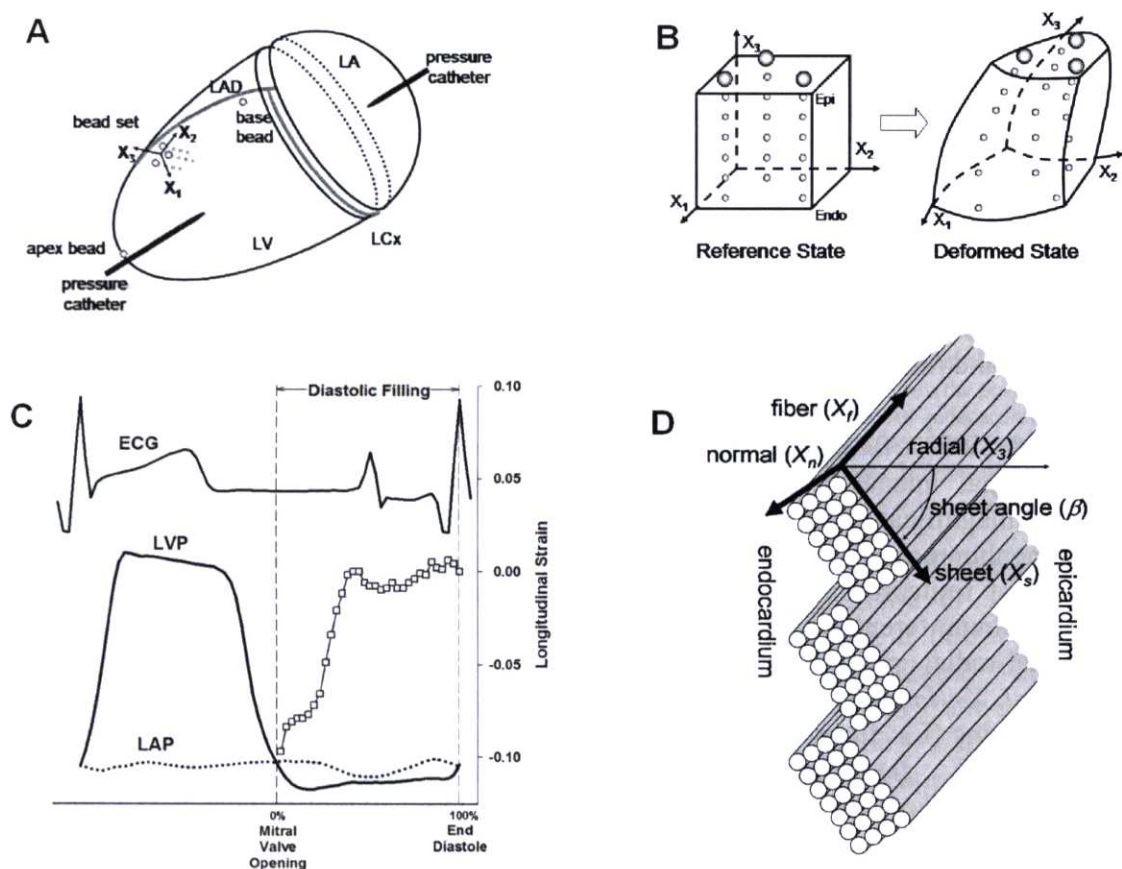 A
LA
pressure
catheter
LAD
base
bead
bead set
X2
X3
X1
apex bead
LV
LCx
pressure
catheter
B
X3
X3
Epi
X2
X2
X1
Endo
X1
Reference State
Deformed State
C
Diastolic Filling
0.10
ECG
0.05
LVP
0.00
Longitudinal Strain
-0.05
LAP
-0.10
0%
Mitral
Valve
Opening
100%
End
Diastole
D
fiber (Xf)
normal (Xn)
radial (X3)
sheet angle (β)
sheet (Xs)
endocardium
epicardium